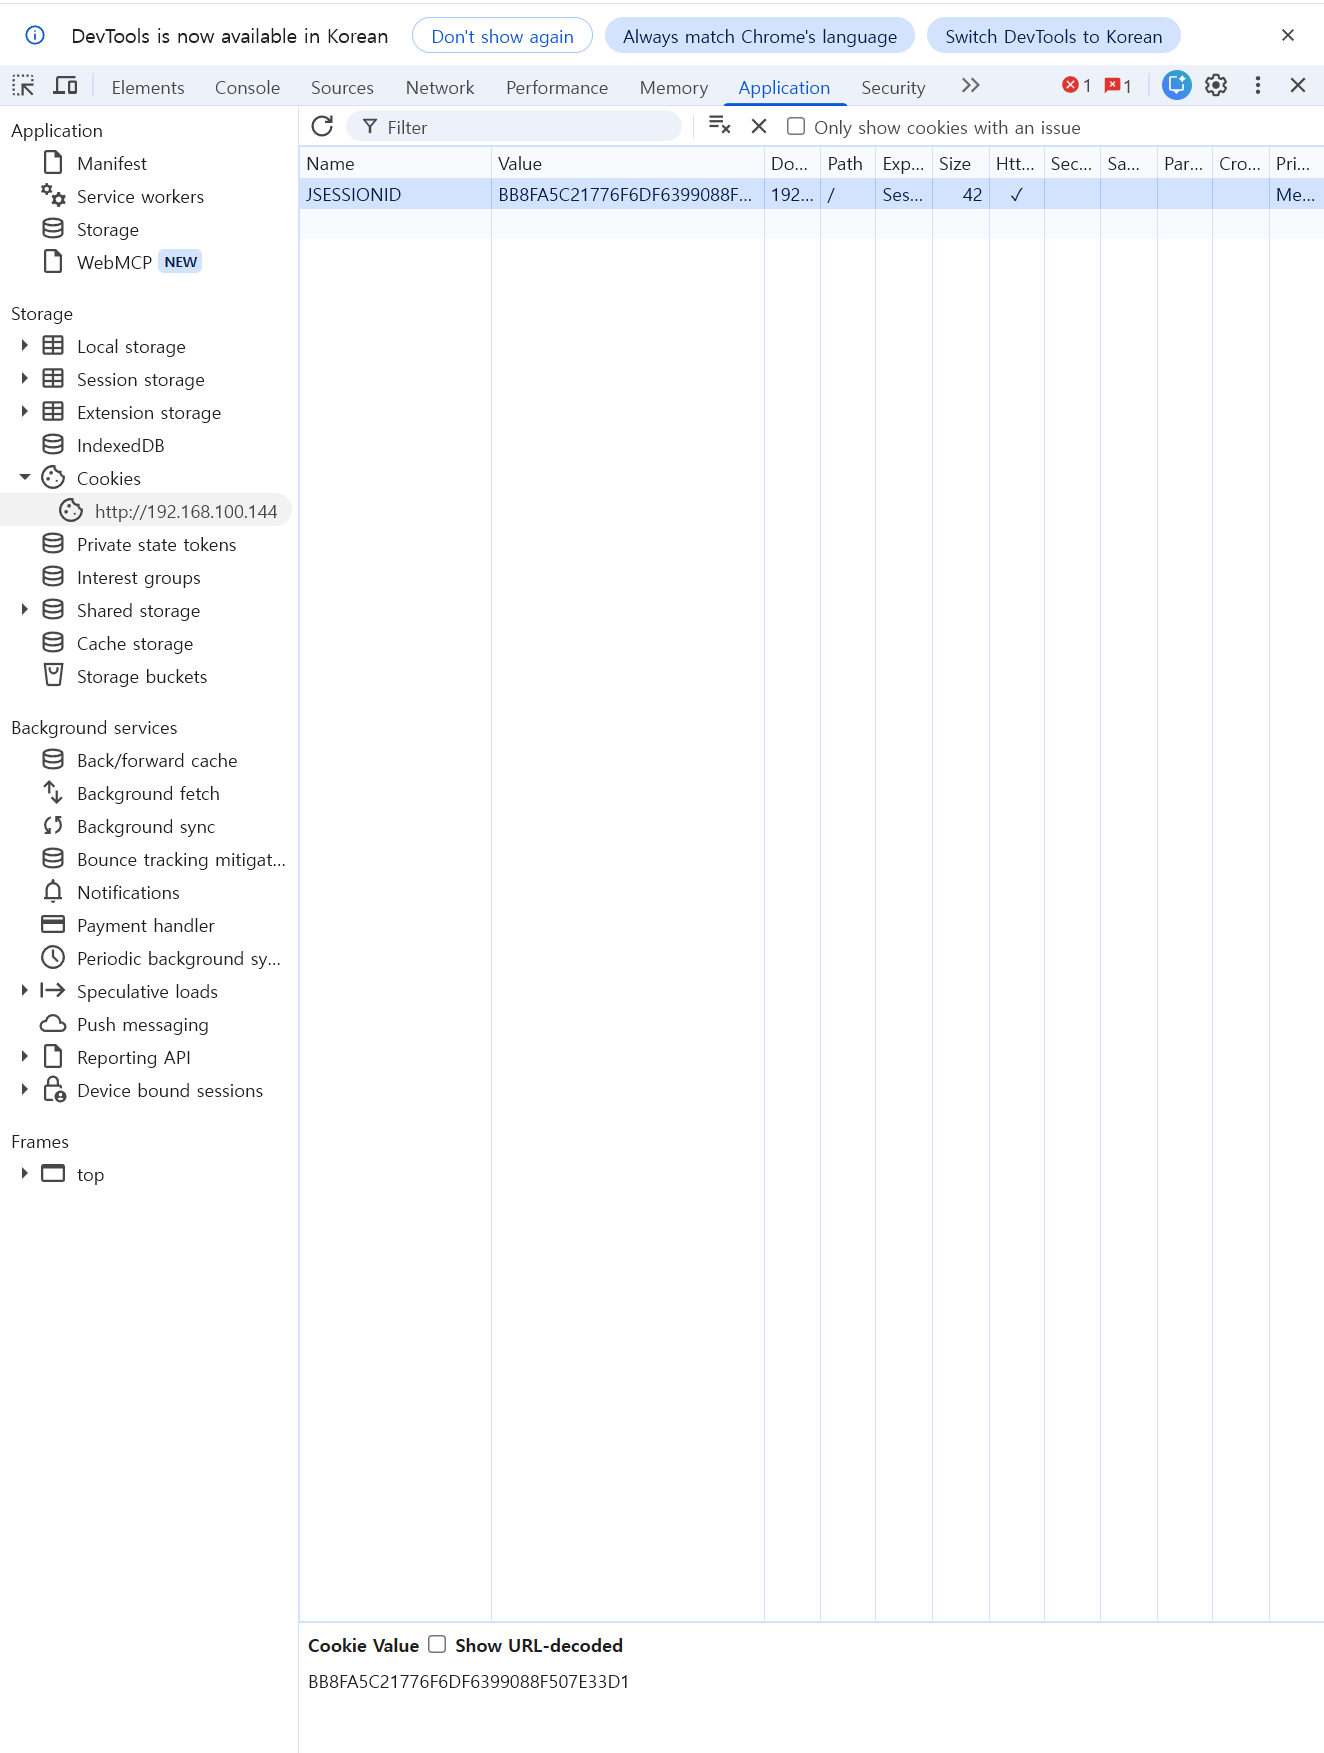 DevTools is now available in Korean Don't show again Always match Chrome's language Switch DevTools to Korean
Elements Console Sources Network Performance Memory Application Security 1 1
Application
Manifest
Service workers
Storage
WebMCP NEW
Storage
Local storage
Session storage
Extension storage
IndexedDB
Cookies
http://192.168.100.144
Private state tokens
Interest groups
Shared storage
Cache storage
Storage buckets
Background services
Back/forward cache
Background fetch
Background sync
Bounce tracking mitigat...
Notifications
Payment handler
Periodic background sy...
Speculative loads
Push messaging
Reporting API
Device bound sessions
Frames
top
Filter Only show cookies with an issue
Name Value Do... Path Exp... Size Htt... Sec... Sa... Par... Cro... Pri...
JSESSIONID BB8FA5C21776F6DF6399088F... 192... / Ses... 42 ✓ Me...
Cookie Value Show URL-decoded
BB8FA5C21776F6DF6399088F507E33D1